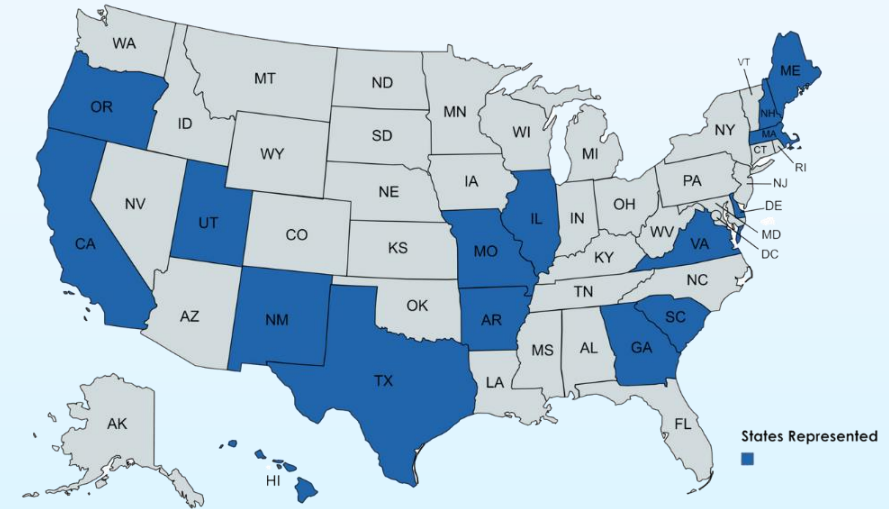 WA
MT
ND
MN
VT
ME
OR
ID
SD
WI
MI
NY
NH
MA
CT
RI
WY
IA
PA
NJ
NV
UT
NE
IL
IN
OH
DE
CA
CO
KS
MO
WV
VA
MD
KY
DC
AZ
NM
OK
AR
TN
NC
SC
TX
LA
MS
AL
GA
AK
HI
FL
States Represented